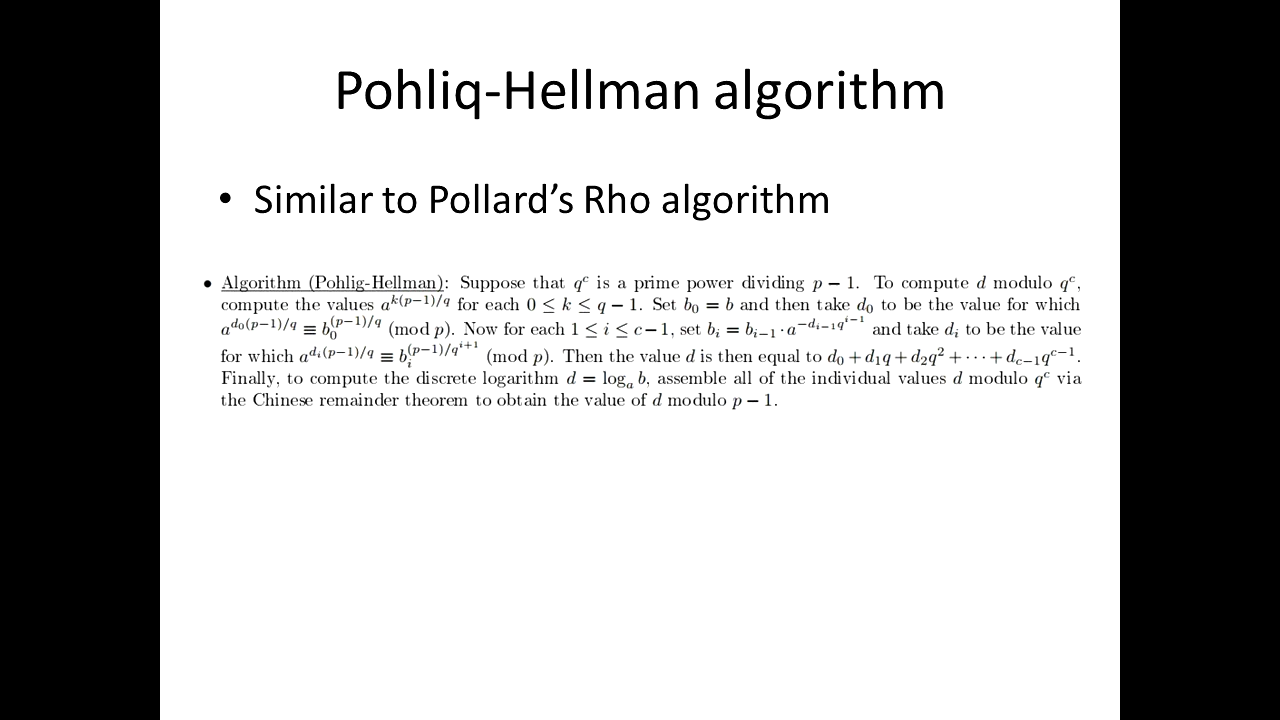 Pohliq-Hellman algorithm
• Similar to Pollard’s Rho algorithm
• Algorithm (Pohlig-Hellman): Suppose that q^c is a prime power dividing p − 1. To compute d modulo q^c,
compute the values a^{k(p−1)/q} for each 0 ≤ k ≤ q − 1. Set b_0 = b and then take d_0 to be the value for which
a^{d_0(p−1)/q} ≡ b_0^{(p−1)/q} (mod p). Now for each 1 ≤ i ≤ c − 1, set b_i = b_{i−1} · a^{−d_{i−1}q^{i−1}} and take d_i to be the value
for which a^{d_i(p−1)/q} ≡ b_i^{(p−1)/q^{i+1}} (mod p). Then the value d is then equal to d_0 + d_1q + d_2q^2 + · · · + d_{c−1}q^{c−1}.
Finally, to compute the discrete logarithm d = log_a b, assemble all of the individual values d modulo q^c via
the Chinese remainder theorem to obtain the value of d modulo p − 1.